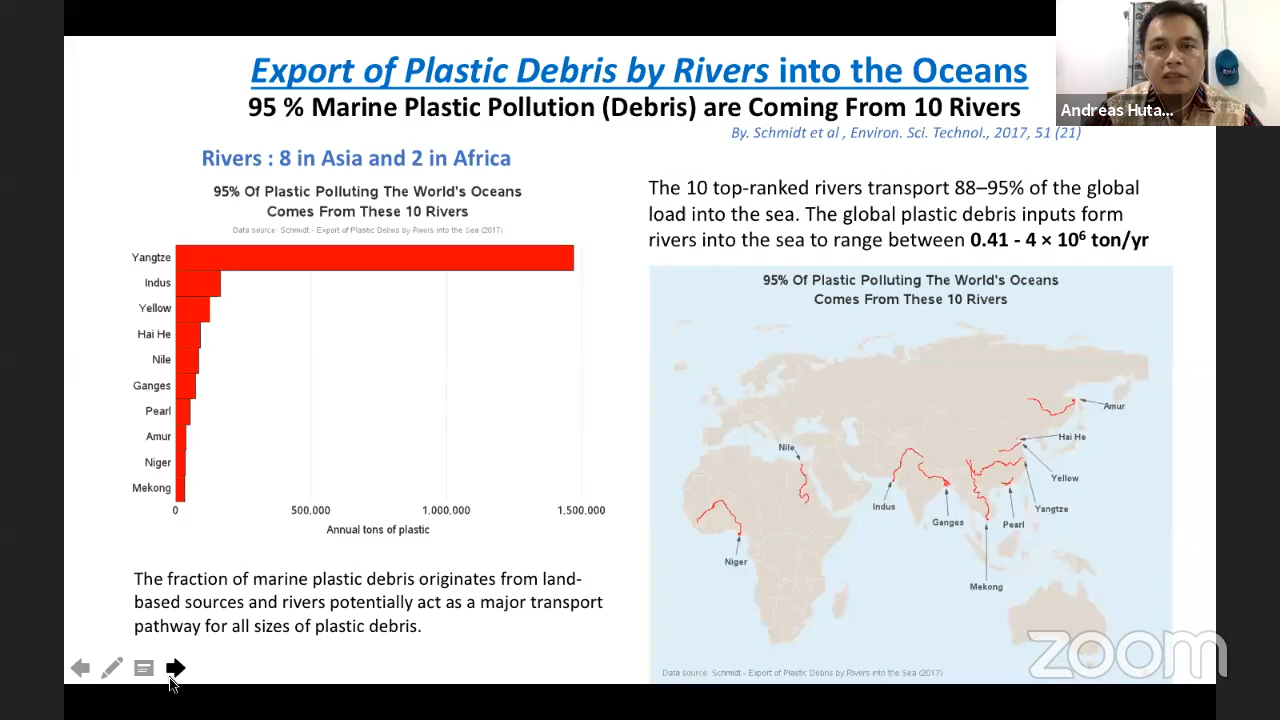 Export of Plastic Debris by Rivers into the Oceans
95 % Marine Plastic Pollution (Debris) are Coming From 10 Rivers
Andreas Huta...
By. Schmidt et al , Environ. Sci. Technol., 2017, 51 (21)
Rivers : 8 in Asia and 2 in Africa
95% Of Plastic Polluting The World's Oceans
Comes From These 10 Rivers
Data source: Schmidt - Export of Plastic Debris by Rivers into the Sea (2017)
Yangtze
Indus
Yellow
Hai He
Nile
Ganges
Pearl
Amur
Niger
Mekong
0 500,000 1,000,000 1,500,000
Annual tons of plastic
The fraction of marine plastic debris originates from land-
based sources and rivers potentially act as a major transport
pathway for all sizes of plastic debris.
The 10 top-ranked rivers transport 88–95% of the global
load into the sea. The global plastic debris inputs form
rivers into the sea to range between 0.41 - 4 × 10⁶ ton/yr
95% Of Plastic Polluting The World's Oceans
Comes From These 10 Rivers
Amur
Hai He
Nile
Yellow
Indus
Yangtze
Ganges
Pearl
Niger
Mekong
Data source: Schmidt - Export of Plastic Debris by Rivers into the Sea (2017)
zoom